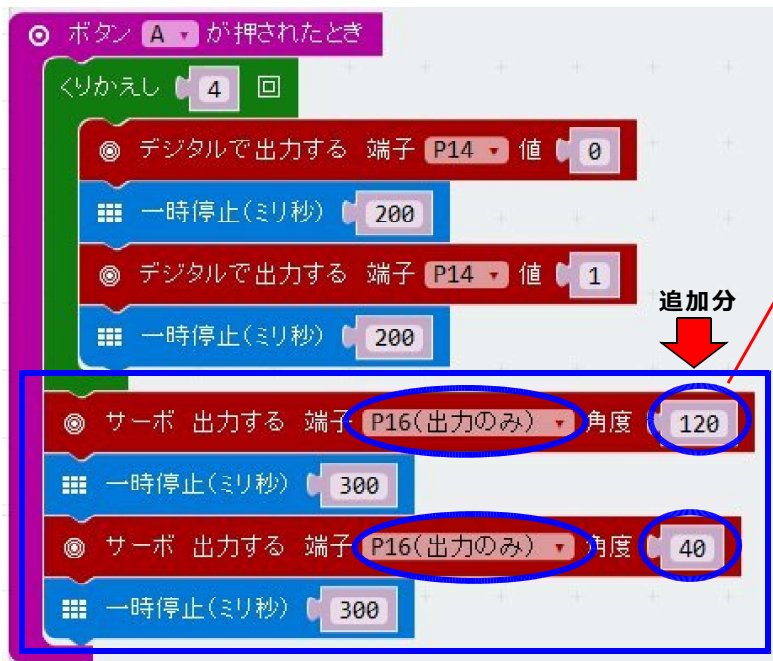 ボタン A が押されたとき
くりかえし 4 回
デジタルで出力する 端子 P14 値 0
一時停止(ミリ秒) 200
デジタルで出力する 端子 P14 値 1
一時停止(ミリ秒) 200
追加分
サーボ 出力する 端子 P16(出力のみ) 角度 120
一時停止(ミリ秒) 300
サーボ 出力する 端子 P16(出力のみ) 角度 40
一時停止(ミリ秒) 300